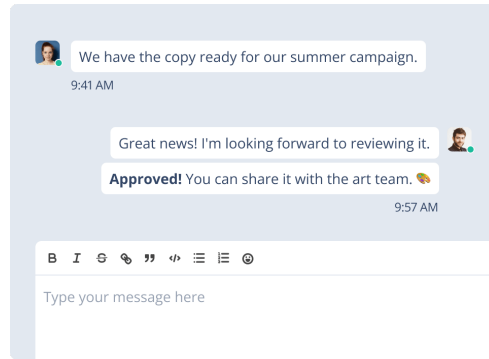 We have the copy ready for our summer campaign.
9:41 AM
Great news! I'm looking forward to reviewing it.
Approved! You can share it with the art team. 🎨
9:57 AM
Type your message here